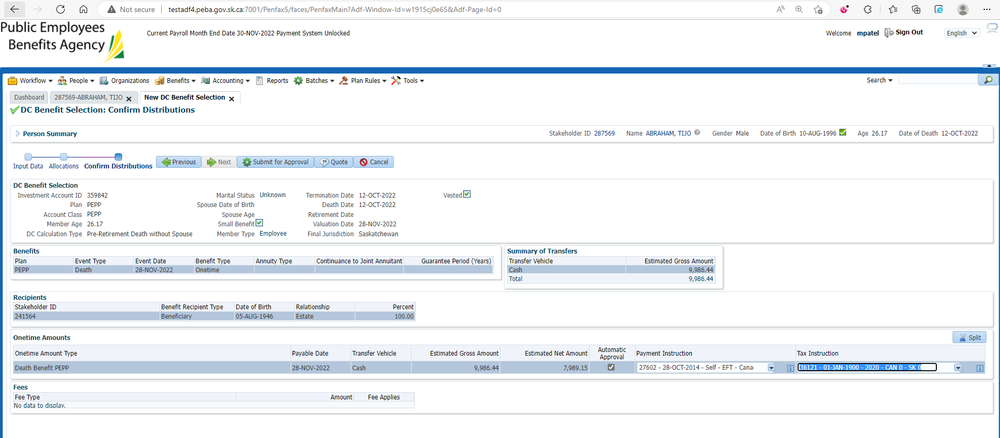 Not secure testadf4.peba.gov.sk.ca:7001/Penfax5/faces/PenfaxMain?Adf-Window-Id=w1915cj0e65&Adf-Page-Id=0
Public Employees
Benefits Agency
Current Payroll Month End Date 30-NOV-2022 Payment System Unlocked
Welcome mpatel Sign Out English
Workflow People Organizations Benefits Accounting Reports Batches Plan Rules Tools Search
Dashboard 287569-ABRAHAM, TIJO New DC Benefit Selection
DC Benefit Selection: Confirm Distributions
Person Summary Stakeholder ID 287569 Name ABRAHAM, TIJO Gender Male Date of Birth 10-AUG-1996 Age 26.17 Date of Death 12-OCT-2022
Input Data Allocations Confirm Distributions Previous Next Submit for Approval Quote Cancel
DC Benefit Selection
Investment Account ID 359842 Marital Status Unknown Termination Date 12-OCT-2022 Vested
Plan PEPP Spouse Date of Birth Death Date 12-OCT-2022
Account Class PEPP Spouse Age Retirement Date
Member Age 26.17 Small Benefit Valuation Date 28-NOV-2022
DC Calculation Type Pre-Retirement Death without Spouse Member Type Employee Final Jurisdiction Saskatchewan
Benefits
Plan Event Type Event Date Benefit Type Annuity Type Continuance to Joint Annuitant Guarantee Period (Years)
PEPP Death 28-NOV-2022 Onetime
Summary of Transfers
Transfer Vehicle Estimated Gross Amount
Cash 9,986.44
Total 9,986.44
Recipients
Stakeholder ID Benefit Recipient Type Date of Birth Relationship Percent
241564 Beneficiary 05-AUG-1946 Estate 100.00
Onetime Amounts Split
Onetime Amount Type Payable Date Transfer Vehicle Estimated Gross Amount Estimated Net Amount Automatic Approval Payment Instruction Tax Instruction
Death Benefit PEPP 28-NOV-2022 Cash 9,986.44 7,989.15 27602 - 28-OCT-2014 - Self - EFT - Cana 36121 - 01-JAN-1900 - 2020 - CAN 0 - SK 0
Fees
Fee Type Amount Fee Applies
No data to display.